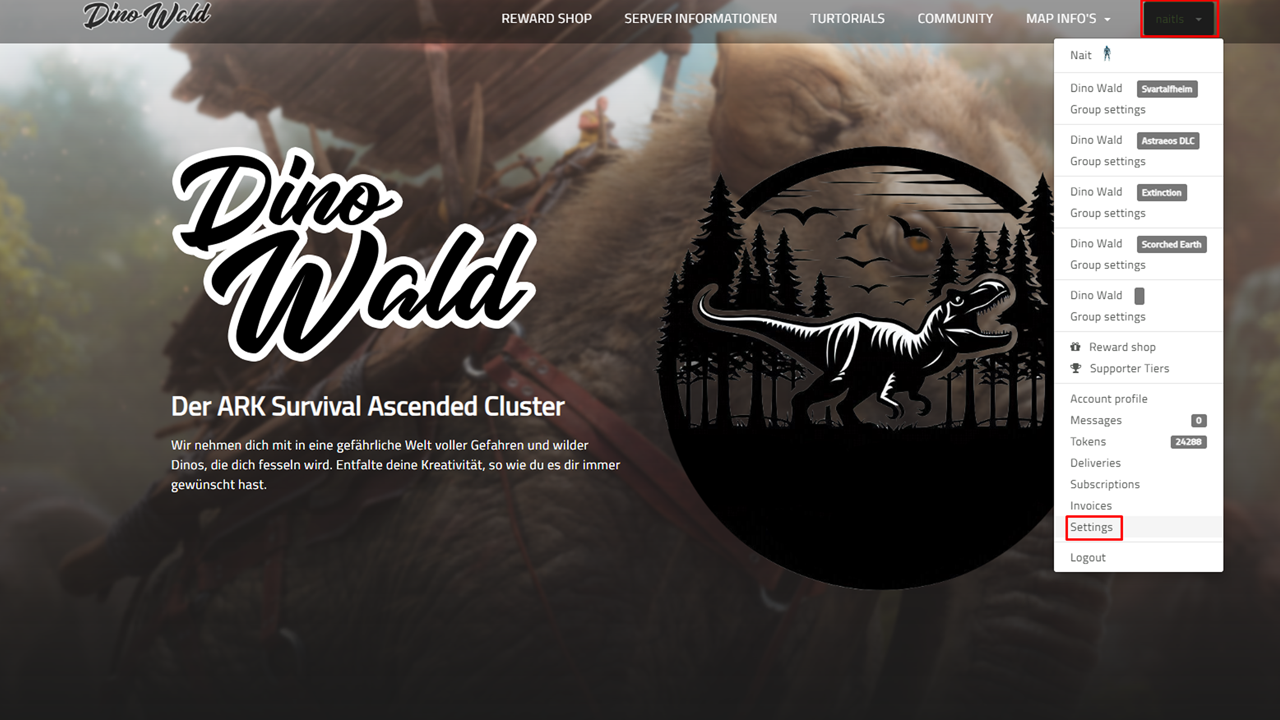 Dino Wald
REWARD SHOP SERVER INFORMATIONEN TURTORIALS COMMUNITY MAP INFO'S naitls
Nait
Dino Wald Svartalfheim
Group settings
Dino Wald Astraeos DLC
Group settings
Dino Wald Extinction
Group settings
Dino Wald Scorched Earth
Group settings
Dino Wald
Group settings
Reward shop
Supporter Tiers
Account profile
Messages 0
Tokens 24288
Deliveries
Subscriptions
Invoices
Settings
Logout
Dino
Wald
Der ARK Survival Ascended Cluster
Wir nehmen dich mit in eine gefährliche Welt voller Gefahren und wilder
Dinos, die dich fesseln wird. Entfalte deine Kreativität, so wie du es dir immer
gewünscht hast.